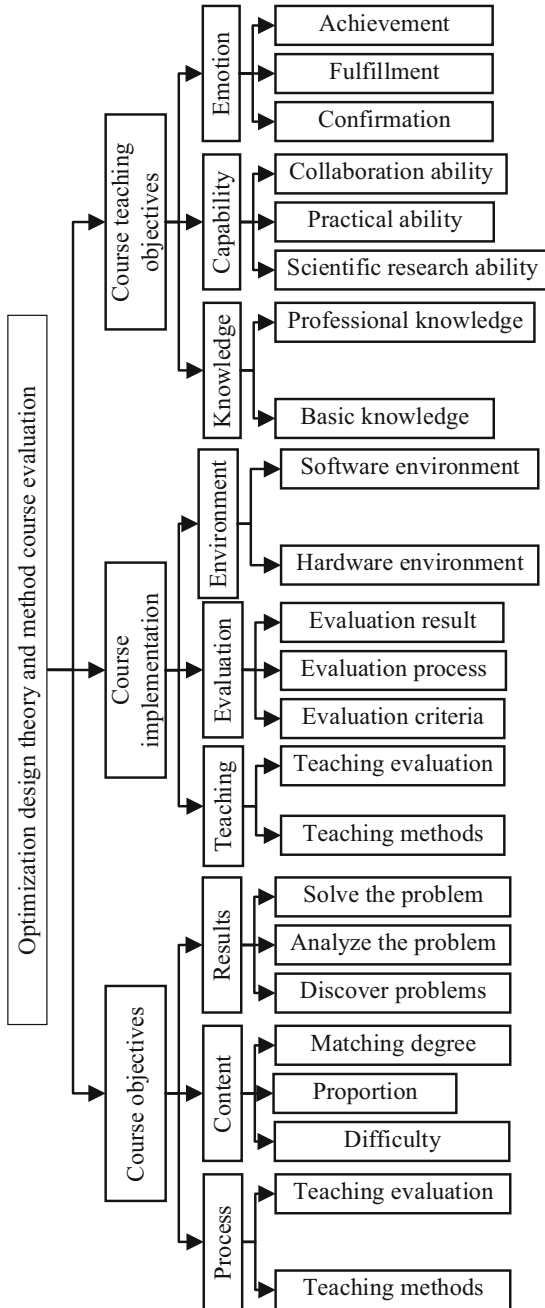 Optimization design theory and method course evaluation
Course teaching
objectives
Emotion
Achievement
Fulfillment
Confirmation
Capability
Collaboration ability
Practical ability
Scientific research ability
Knowledge
Professional knowledge
Basic knowledge
Course
implementation
Environment
Software environment
Hardware environment
Evaluation
Evaluation result
Evaluation process
Evaluation criteria
Teaching
Teaching evaluation
Teaching methods
Course objectives
Results
Solve the problem
Analyze the problem
Discover problems
Content
Matching degree
Proportion
Difficulty
Process
Teaching evaluation
Teaching methods